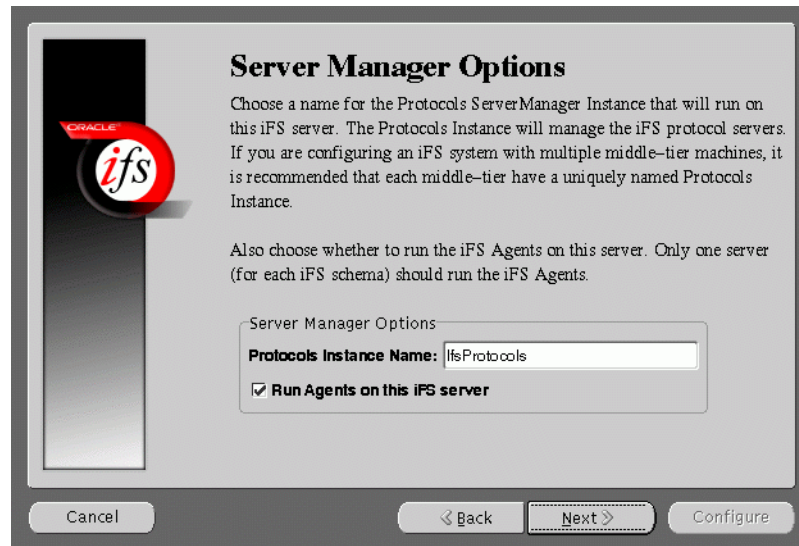 Server Manager Options
Choose a name for the Protocols ServerManager Instance that will run on
this iFS server. The Protocols Instance will manage the iFS protocol servers.
If you are configuring an iFS system with multiple middle–tier machines, it
is recommended that each middle–tier have a uniquely named Protocols
Instance.
ORACLE
ifs
Also choose whether to run the iFS Agents on this server. Only one server
(for each iFS schema) should run the iFS Agents.
Server Manager Options
Protocols Instance Name: IfsProtocols
Run Agents on this iFS server
Cancel Back Next Configure